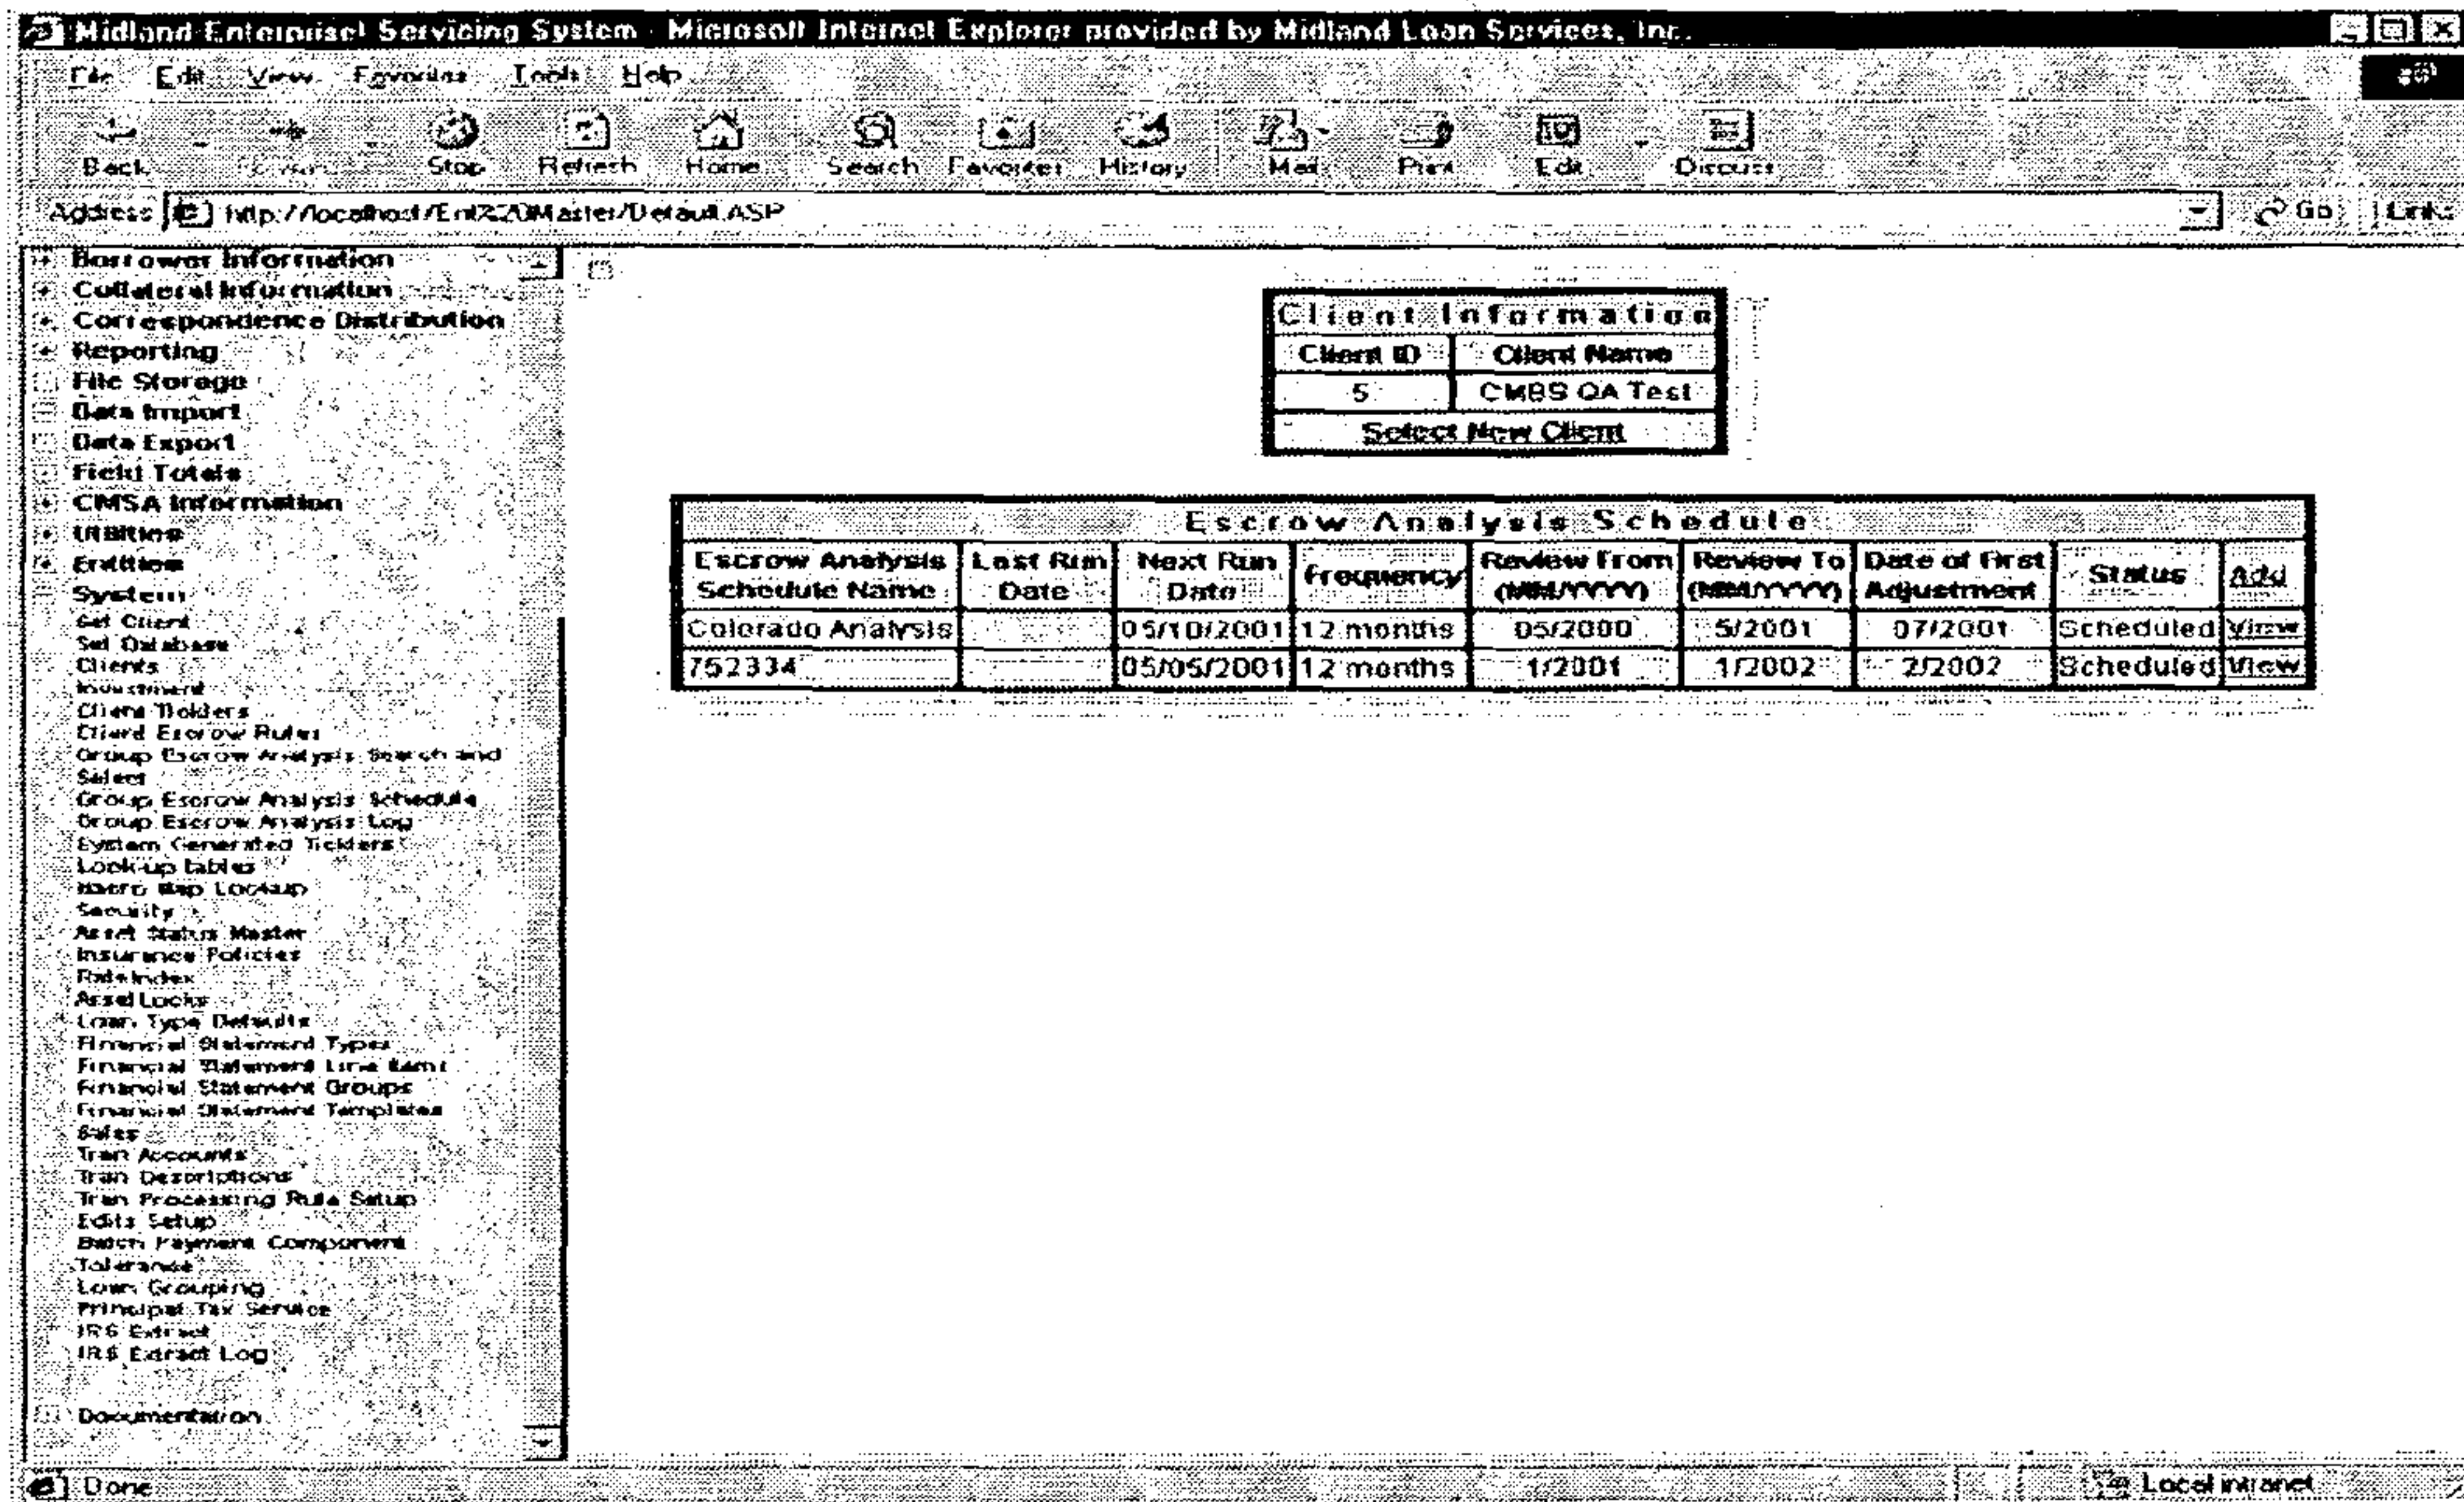 Midland Enterprise! Servicing System - Microsoft Internet Explorer provided by Midland Loan Services, Inc.
File Edit View Favorites Tools Help
Back Forward Stop Refresh Home Search Favorites History Mail Print Edit Discuss
Address http://localhost/Ent%20Master/Default.ASP Go Links
Borrower Information
Collateral Information
Correspondence Distribution
Reporting
File Storage
Data Import
Data Export
Field Totals
CMSA Information
Utilities
Entities
System
Set Client
Set Database
Clients
Investment
Client Ticklers
Client Escrow Rules
Group Escrow Analysis Search and
Select
Group Escrow Analysis Schedule
Group Escrow Analysis Log
System Generated Ticklers
Look-up tables
Macro Map Lookup
Security
Asset Status Master
Insurance Policies
Rate Index
Asset Locks
Loan Type Defaults
Financial Statement Types
Financial Statement Line Items
Financial Statement Groups
Financial Statement Templates
Sales
Tran Accounts
Tran Descriptions
Tran Processing Rule Setup
Edits Setup
Batch Payment Component
Tolerance
Loan Grouping
Principal Tax Service
IRS Extract
IRS Extract Log
Documentation
Client Information
Client ID Client Name
5 CMBS QA Test
Select New Client
Escrow Analysis Schedule
Escrow Analysis Schedule Name Last Run Date Next Run Date Frequency Review From (MM/YYYY) Review To (MM/YYYY) Date of First Adjustment Status Add
Colorado Analysis 05/10/2001 12 months 05/2000 5/2001 07/2001 Scheduled View
752334 05/05/2001 12 months 1/2001 1/2002 2/2002 Scheduled View
Done Local intranet